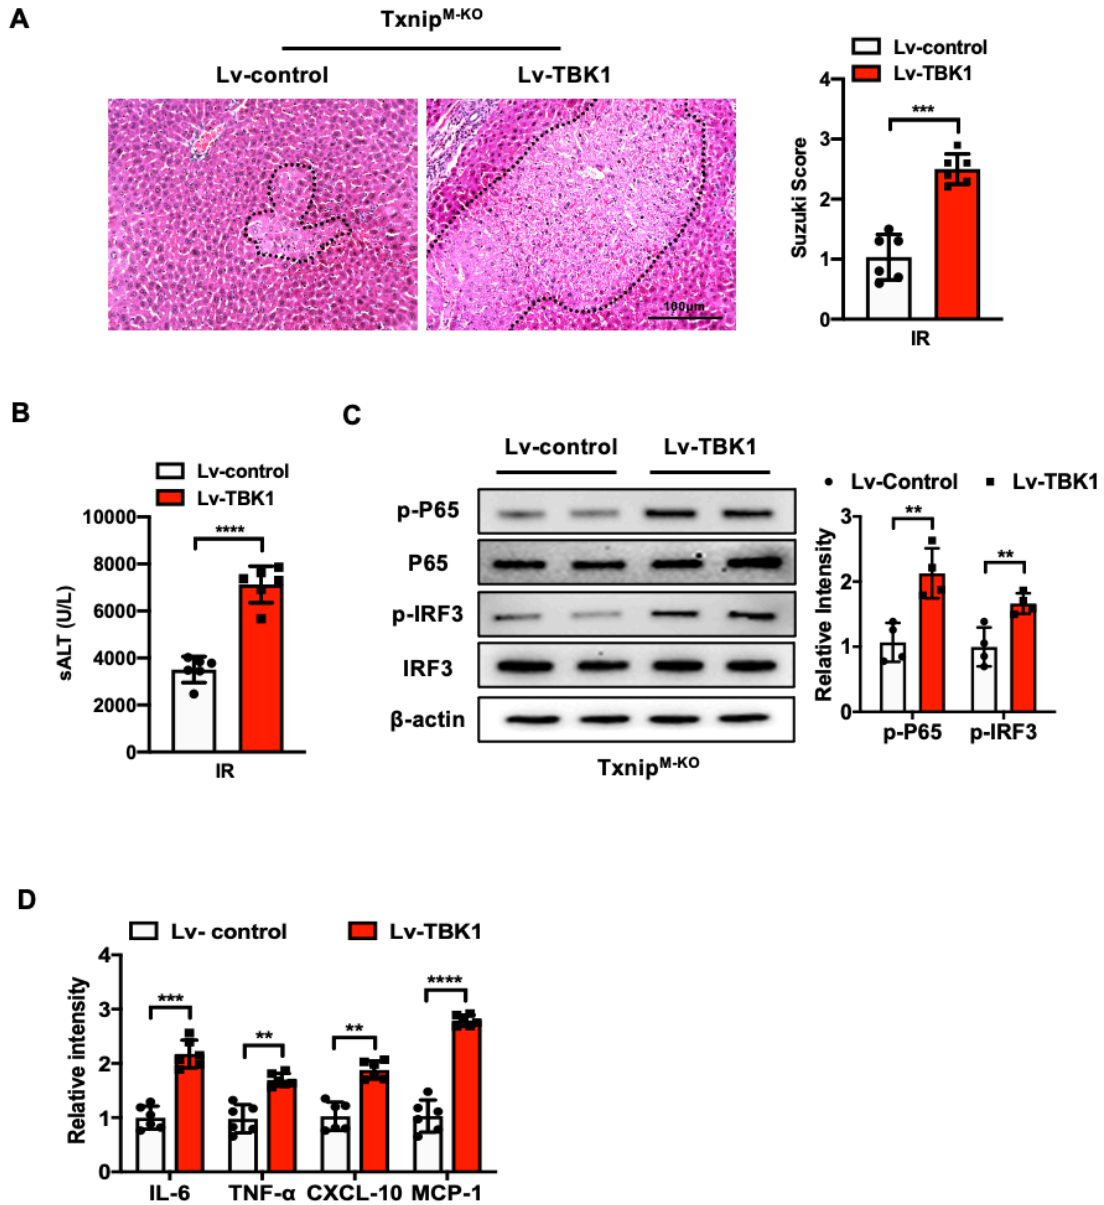 A
Txnip^M-KO
Lv-control
Lv-TBK1
100μm
Lv-control
Lv-TBK1
4
3
2
1
0
Suzuki Score
***
IR
B
Lv-control
Lv-TBK1
10000
8000
6000
4000
2000
0
sALT (U/L)
****
IR
C
Lv-control
Lv-TBK1
p-P65
P65
p-IRF3
IRF3
β-actin
Txnip^M-KO
Lv-Control
Lv-TBK1
3
2
1
0
Relative Intensity
**
**
p-P65
p-IRF3
D
Lv- control
Lv-TBK1
4
3
2
1
0
Relative intensity
***
**
**
****
IL-6
TNF-α
CXCL-10
MCP-1